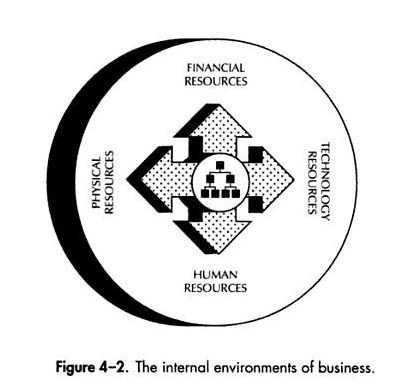 FINANCIAL
RESOURCES
PHYSICAL
RESOURCES
TECHNOLOGY
RESOURCES
HUMAN
RESOURCES
Figure 4–2. The internal environments of business.